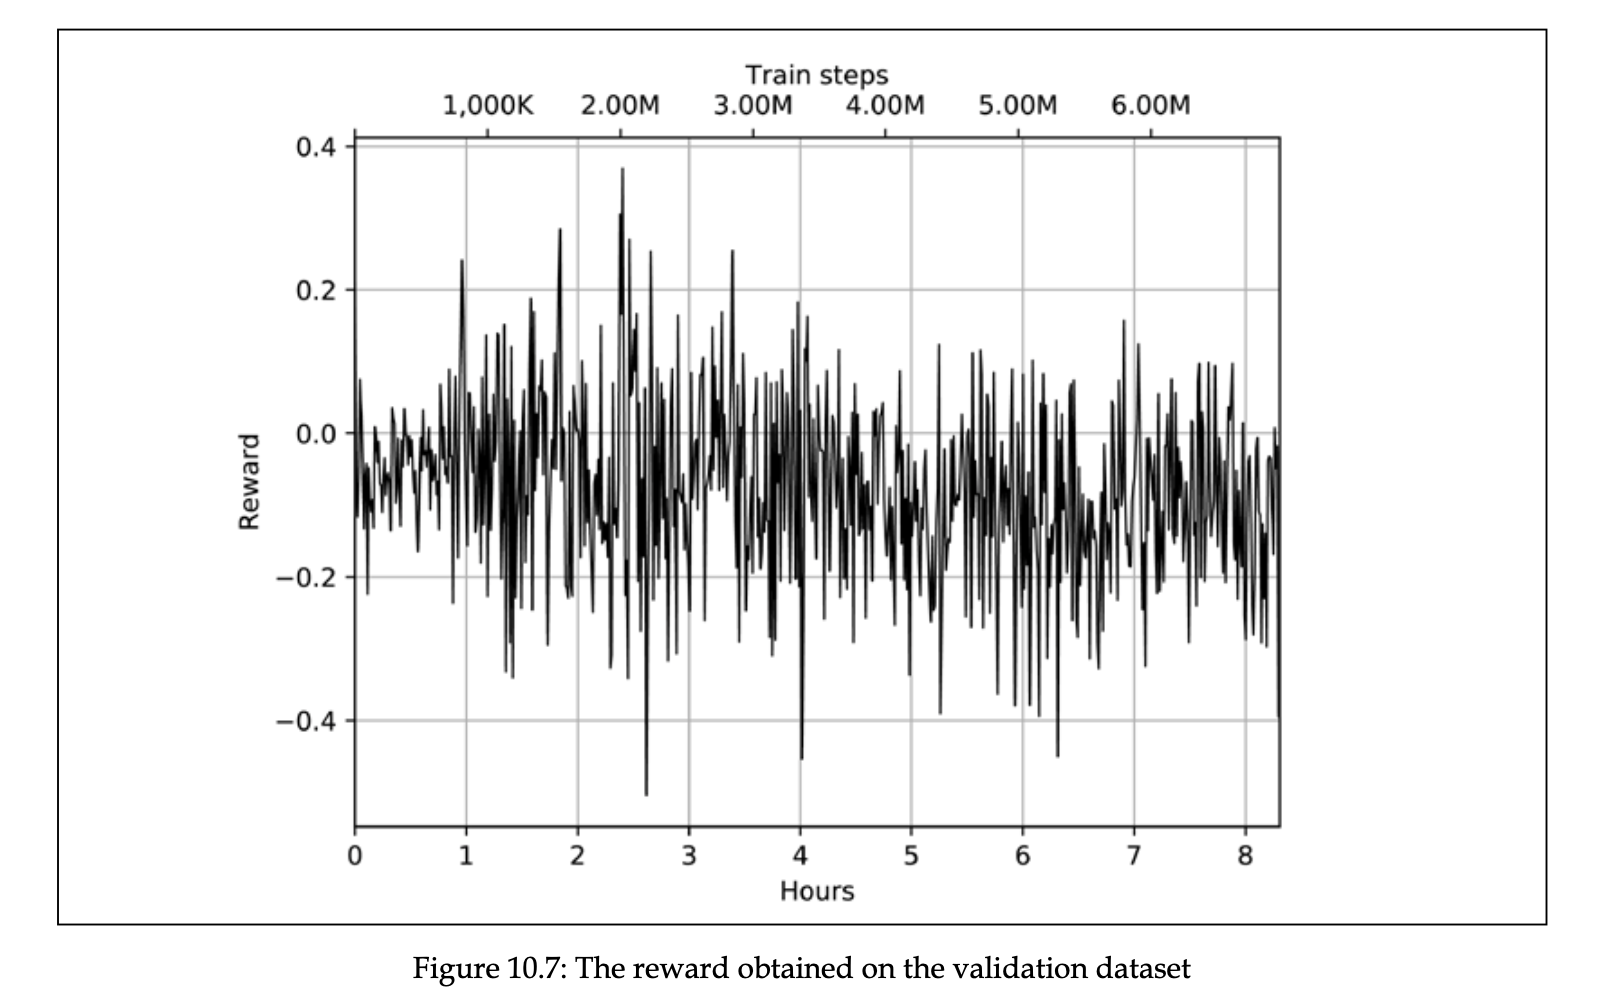 Train steps
1,000K 2.00M 3.00M 4.00M 5.00M 6.00M
0.4
0.2
0.0
−0.2
−0.4
Reward
0 1 2 3 4 5 6 7 8
Hours
Figure 10.7: The reward obtained on the validation dataset